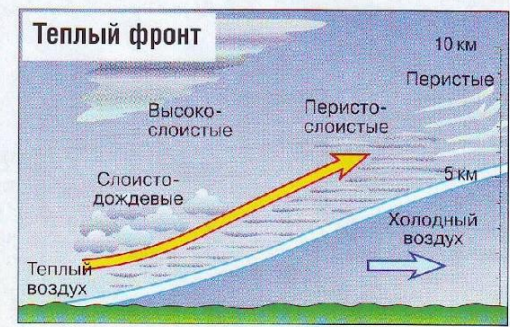 Теплый фронт
10 км
Перистые
Высоко-
слоистые
Перисто-
слоистые
Слоисто-
дождевые
5 км
Холодный
воздух
Теплый
воздух